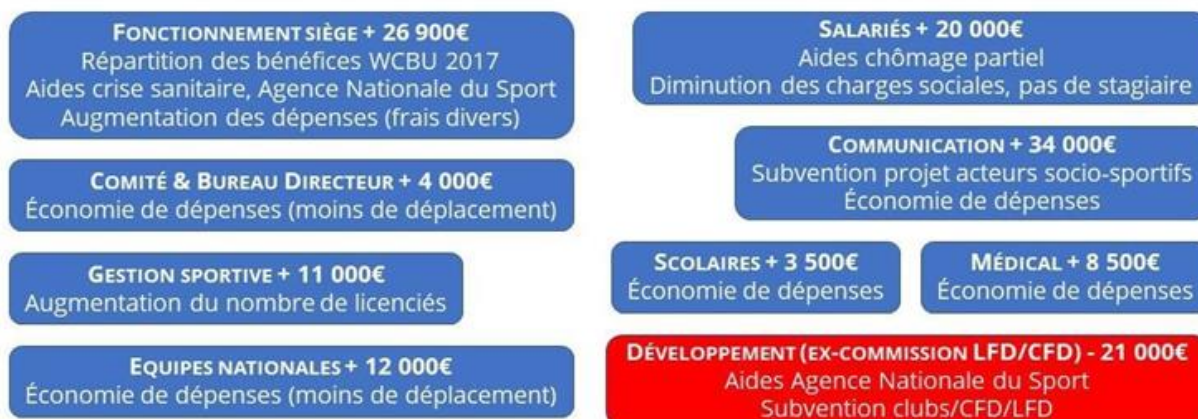 FONCTIONNEMENT SIÈGE + 26 900€
Répartition des bénéfices WCBU 2017
Aides crise sanitaire, Agence Nationale du Sport
Augmentation des dépenses (frais divers)
COMITÉ & BUREAU DIRECTEUR + 4 000€
Économie de dépenses (moins de déplacement)
GESTION SPORTIVE + 11 000€
Augmentation du nombre de licenciés
EQUIPES NATIONALES + 12 000€
Économie de dépenses (moins de déplacement)
SALARIÉS + 20 000€
Aides chômage partiel
Diminution des charges sociales, pas de stagiaire
COMMUNICATION + 34 000€
Subvention projet acteurs socio-sportifs
Économie de dépenses
SCOLAIRES + 3 500€
Économie de dépenses
MÉDICAL + 8 500€
Économie de dépenses
DÉVELOPPEMENT (EX-COMMISSION LFD/CFD) - 21 000€
Aides Agence Nationale du Sport
Subvention clubs/CFD/LFD